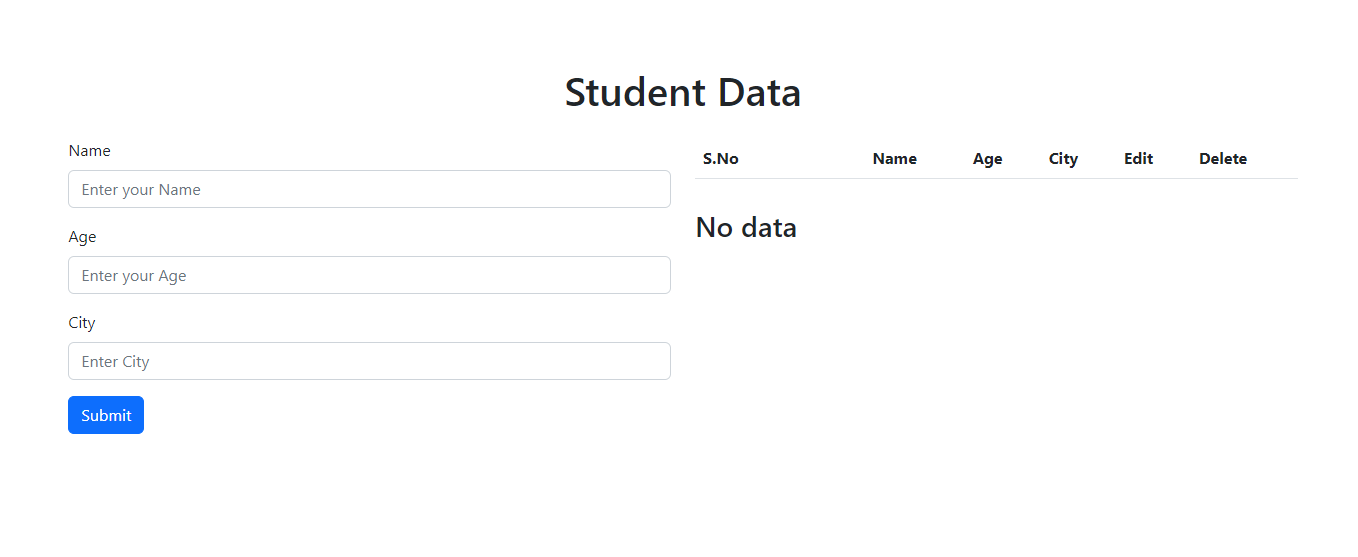 Student Data
Name
Enter your Name
Age
Enter your Age
City
Enter City
Submit
S.No Name Age City Edit Delete
No data